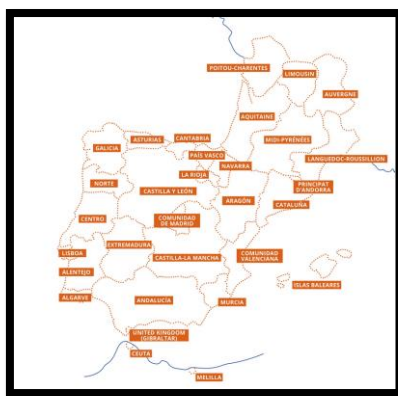 POITOU-CHARENTES
LIMOUSIN
AUVERGNE
AQUITAINE
ASTURIAS
CANTABRIA
MIDI-PYRÉNÉES
GALICIA
PAÍS VASCO
LANGUEDOC-ROUSSILLION
NAVARRA
LA RIOJA
NORTE
CASTILLA Y LEÓN
PRINCIPAT
D'ANDORRA
ARAGÓN
CATALUÑA
CENTRO
COMUNIDAD
DE MADRID
EXTREMADURA
LISBOA
CASTILLA-LA MANCHA
COMUNIDAD
VALENCIANA
ALENTEJO
ISLAS BALEARES
ALGARVE
ANDALUCÍA
MURCIA
UNITED KINGDOM
(GIBRALTAR)
CEUTA
MELILLA